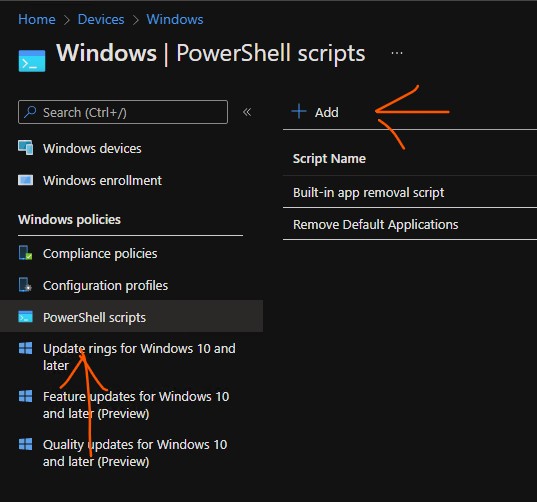 Home > Devices > Windows
Windows | PowerShell scripts ...
Search (Ctrl+/) «
+ Add
Windows devices
Windows enrollment
Windows policies
Compliance policies
Configuration profiles
PowerShell scripts
Update rings for Windows 10 and
later
Feature updates for Windows 10
and later (Preview)
Quality updates for Windows 10
and later (Preview)
Script Name
Built-in app removal script
Remove Default Applications